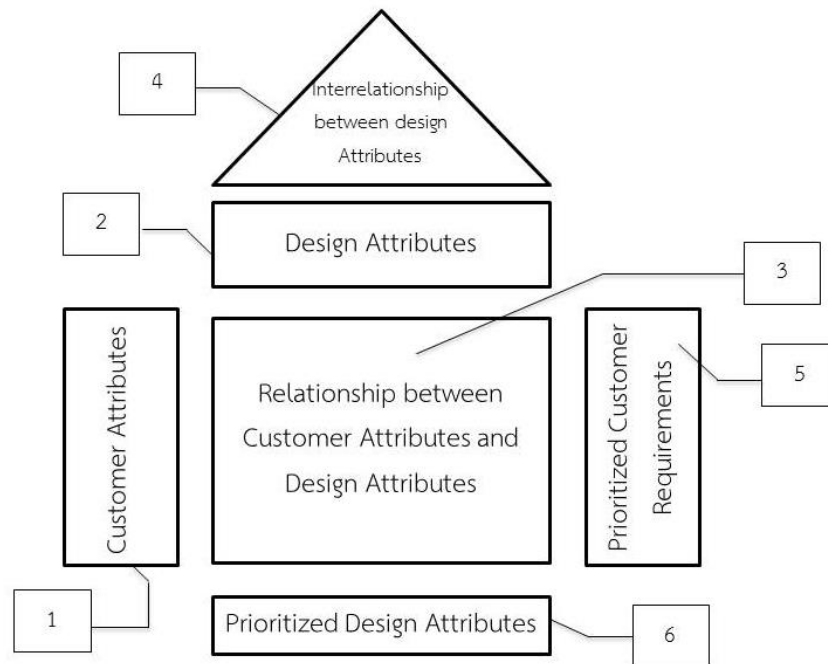 4
Interrelationship
between design
Attributes
2
Design Attributes
3
Customer Attributes
Relationship between
Customer Attributes and
Design Attributes
Prioritized Customer
Requirements
5
1
Prioritized Design Attributes
6